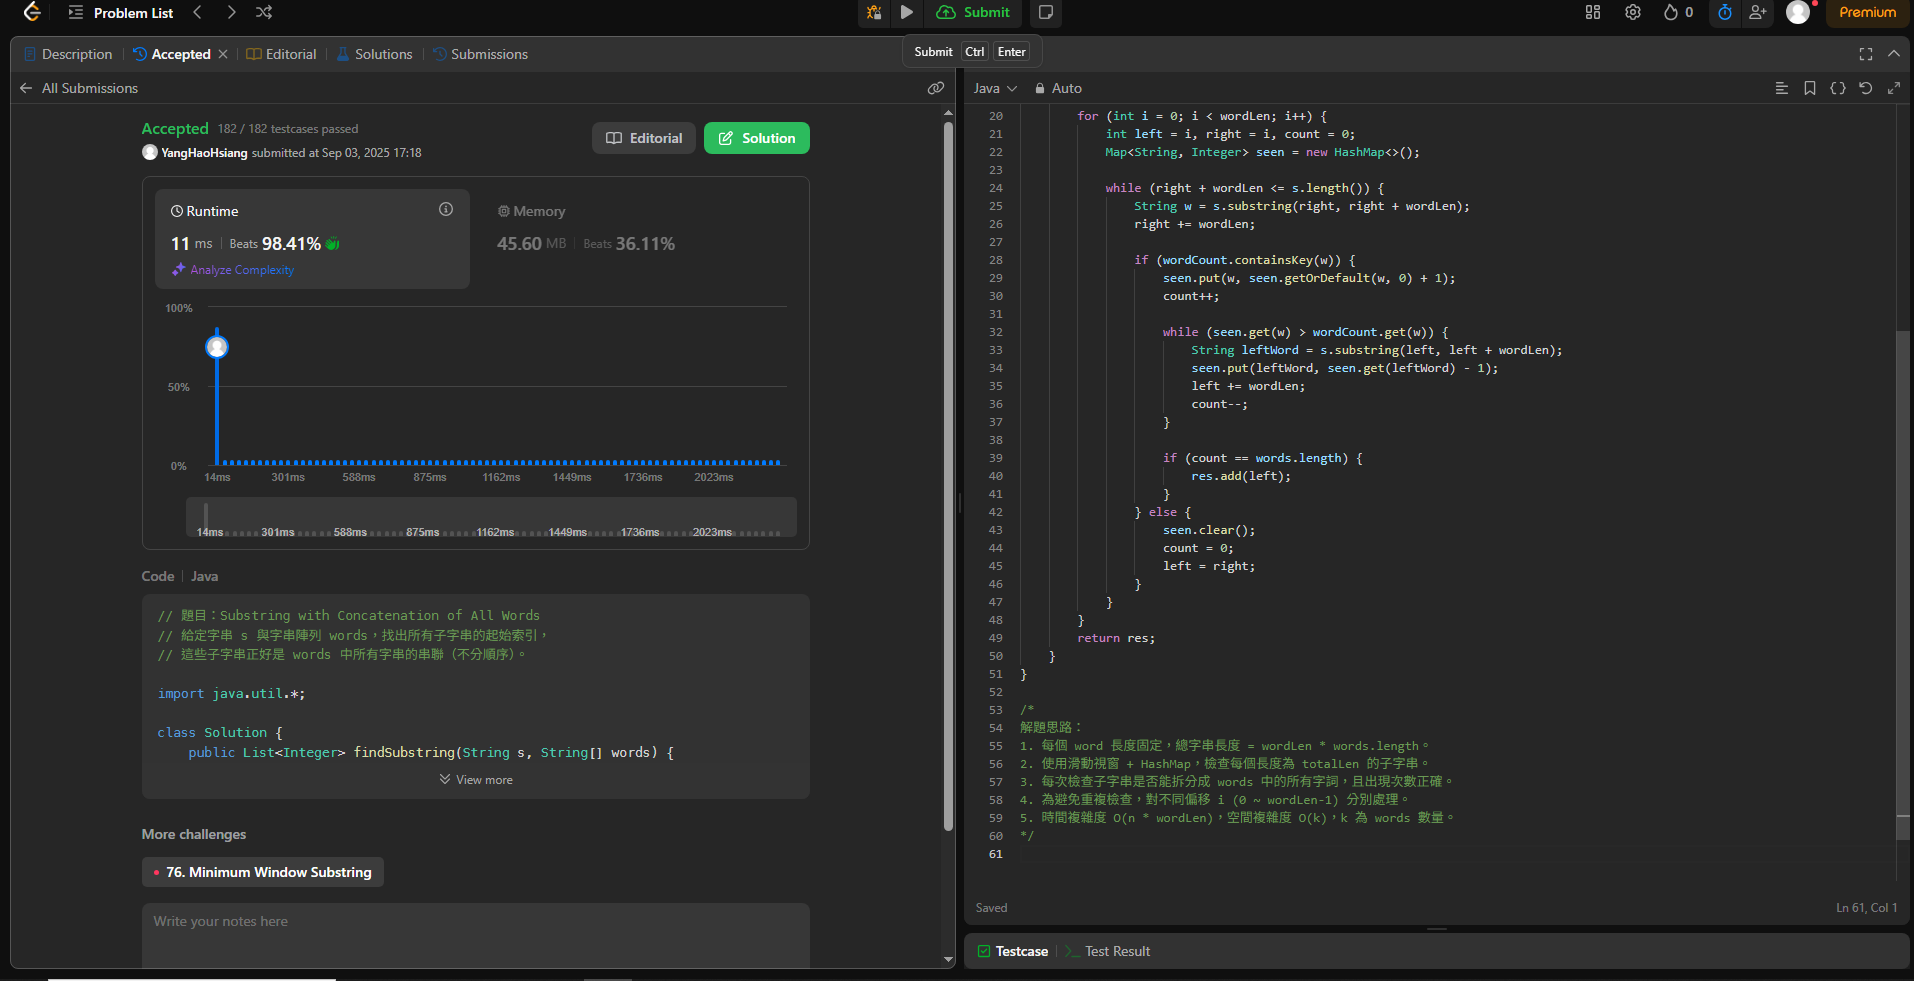 Problem List
Submit
0
Premium
Description
Accepted
Editorial
Solutions
Submissions
Submit Ctrl Enter
All Submissions
Accepted 182 / 182 testcases passed
YangHaoHsiang submitted at Sep 03, 2025 17:18
Editorial
Solution
Runtime
11 ms Beats 98.41%
Analyze Complexity
Memory
45.60 MB Beats 36.11%
100%
50%
0%
14ms 301ms 588ms 875ms 1162ms 1449ms 1736ms 2023ms
14ms 301ms 588ms 875ms 1162ms 1449ms 1736ms 2023ms
Code Java
// 題目：Substring with Concatenation of All Words
// 給定字串 s 與字串陣列 words，找出所有子字串的起始索引，
// 這些子字串正好是 words 中所有字串的串聯（不分順序）。
import java.util.*;
class Solution {
public List<Integer> findSubstring(String s, String[] words) {
View more
More challenges
76. Minimum Window Substring
Write your notes here
Java Auto
20 for (int i = 0; i < wordLen; i++) {
21 int left = i, right = i, count = 0;
22 Map<String, Integer> seen = new HashMap<>();
23
24 while (right + wordLen <= s.length()) {
25 String w = s.substring(right, right + wordLen);
26 right += wordLen;
27
28 if (wordCount.containsKey(w)) {
29 seen.put(w, seen.getOrDefault(w, 0) + 1);
30 count++;
31
32 while (seen.get(w) > wordCount.get(w)) {
33 String leftWord = s.substring(left, left + wordLen);
34 seen.put(leftWord, seen.get(leftWord) - 1);
35 left += wordLen;
36 count--;
37 }
38
39 if (count == words.length) {
40 res.add(left);
41 }
42 } else {
43 seen.clear();
44 count = 0;
45 left = right;
46 }
47 }
48 }
49 return res;
50 }
51 }
52
53 /*
54 解題思路：
55 1. 每個 word 長度固定，總字串長度 = wordLen * words.length。
56 2. 使用滑動視窗 + HashMap，檢查每個長度為 totalLen 的子字串。
57 3. 每次檢查子字串是否能拆分成 words 中的所有字詞，且出現次數正確。
58 4. 為避免重複檢查，對不同偏移 i (0 ~ wordLen-1) 分別處理。
59 5. 時間複雜度 O(n * wordLen)，空間複雜度 O(k)，k 為 words 數量。
60 */
61
Saved
Ln 61, Col 1
Testcase
Test Result